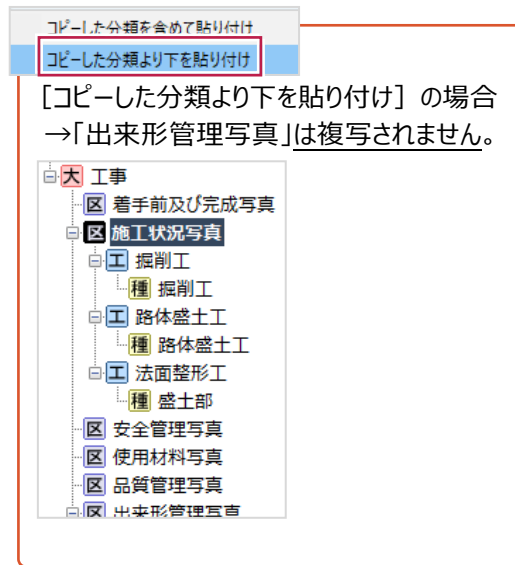 コピーした分類を含めて貼り付け
コピーした分類より下を貼り付け
[コピーした分類より下を貼り付け] の場合
→「出来形管理写真」は複写されません。
大 工事
区 着手前及び完成写真
区 施工状況写真
工 掘削工
種 掘削工
工 路体盛土工
種 路体盛土工
工 法面整形工
種 盛土部
区 安全管理写真
区 使用材料写真
区 品質管理写真
区 出来形管理写真